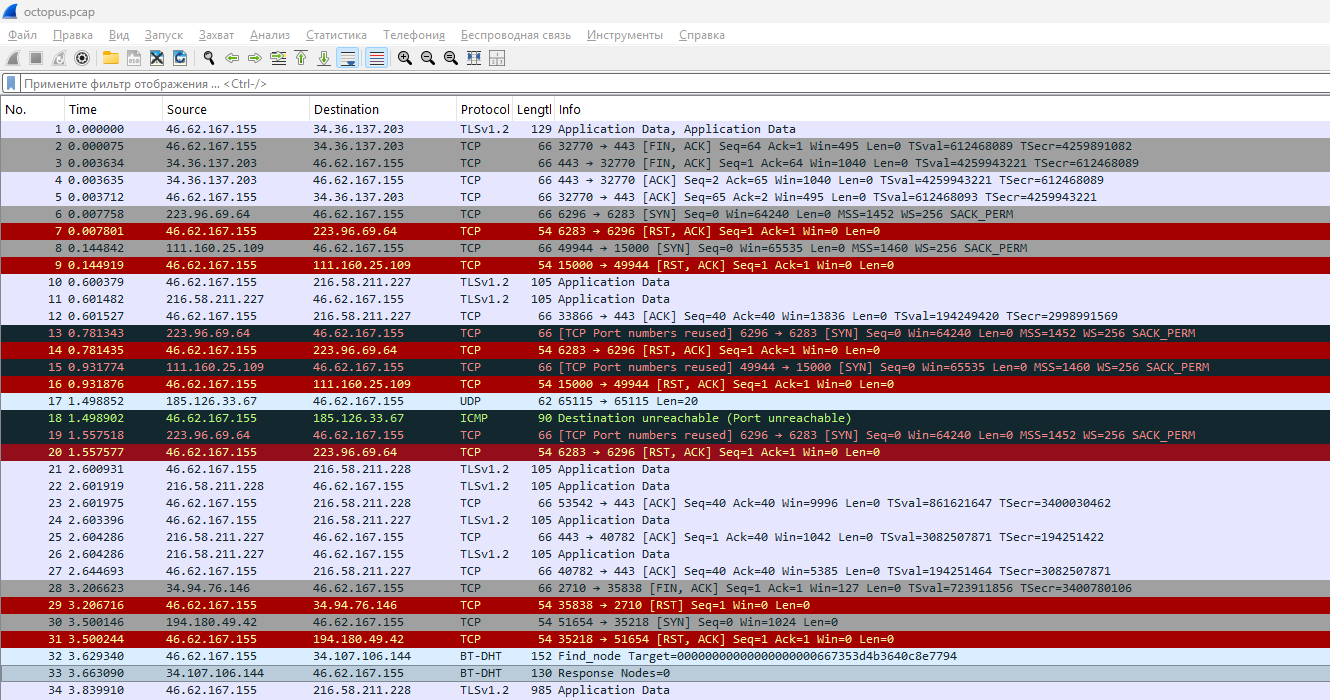 octopus.pcap
Файл Правка Вид Запуск Захват Анализ Статистика Телефония Беспроводная связь Инструменты Справка
Примените фильтр отображения ... <Ctrl-/>
No. Time Source Destination Protocol Lengtl Info
1 0.000000 46.62.167.155 34.36.137.203 TLSv1.2 129 Application Data, Application Data
2 0.000075 46.62.167.155 34.36.137.203 TCP 66 32770 → 443 [FIN, ACK] Seq=64 Ack=1 Win=495 Len=0 TSval=612468089 TSecr=4259891082
3 0.003634 34.36.137.203 46.62.167.155 TCP 66 443 → 32770 [FIN, ACK] Seq=1 Ack=64 Win=1040 Len=0 TSval=4259943221 TSecr=612468089
4 0.003635 34.36.137.203 46.62.167.155 TCP 66 443 → 32770 [ACK] Seq=2 Ack=65 Win=1040 Len=0 TSval=4259943221 TSecr=612468089
5 0.003712 46.62.167.155 34.36.137.203 TCP 66 32770 → 443 [ACK] Seq=65 Ack=2 Win=495 Len=0 TSval=612468093 TSecr=4259943221
6 0.007758 223.96.69.64 46.62.167.155 TCP 66 6296 → 6283 [SYN] Seq=0 Win=64240 Len=0 MSS=1452 WS=256 SACK_PERM
7 0.007801 46.62.167.155 223.96.69.64 TCP 54 6283 → 6296 [RST, ACK] Seq=1 Ack=1 Win=0 Len=0
8 0.144842 111.160.25.109 46.62.167.155 TCP 66 49944 → 15000 [SYN] Seq=0 Win=65535 Len=0 MSS=1460 WS=256 SACK_PERM
9 0.144919 46.62.167.155 111.160.25.109 TCP 54 15000 → 49944 [RST, ACK] Seq=1 Ack=1 Win=0 Len=0
10 0.600379 46.62.167.155 216.58.211.227 TLSv1.2 105 Application Data
11 0.601482 216.58.211.227 46.62.167.155 TLSv1.2 105 Application Data
12 0.601527 46.62.167.155 216.58.211.227 TCP 66 33866 → 443 [ACK] Seq=40 Ack=40 Win=13836 Len=0 TSval=194249420 TSecr=2998991569
13 0.781343 223.96.69.64 46.62.167.155 TCP 66 [TCP Port numbers reused] 6296 → 6283 [SYN] Seq=0 Win=64240 Len=0 MSS=1452 WS=256 SACK_PERM
14 0.781435 46.62.167.155 223.96.69.64 TCP 54 6283 → 6296 [RST, ACK] Seq=1 Ack=1 Win=0 Len=0
15 0.931774 111.160.25.109 46.62.167.155 TCP 66 [TCP Port numbers reused] 49944 → 15000 [SYN] Seq=0 Win=65535 Len=0 MSS=1460 WS=256 SACK_PERM
16 0.931876 46.62.167.155 111.160.25.109 TCP 54 15000 → 49944 [RST, ACK] Seq=1 Ack=1 Win=0 Len=0
17 1.498852 185.126.33.67 46.62.167.155 UDP 62 65115 → 65115 Len=20
18 1.498902 46.62.167.155 185.126.33.67 ICMP 90 Destination unreachable (Port unreachable)
19 1.557518 223.96.69.64 46.62.167.155 TCP 66 [TCP Port numbers reused] 6296 → 6283 [SYN] Seq=0 Win=64240 Len=0 MSS=1452 WS=256 SACK_PERM
20 1.557577 46.62.167.155 223.96.69.64 TCP 54 6283 → 6296 [RST, ACK] Seq=1 Ack=1 Win=0 Len=0
21 2.600931 46.62.167.155 216.58.211.228 TLSv1.2 105 Application Data
22 2.601919 216.58.211.228 46.62.167.155 TLSv1.2 105 Application Data
23 2.601975 46.62.167.155 216.58.211.228 TCP 66 53542 → 443 [ACK] Seq=40 Ack=40 Win=9996 Len=0 TSval=861621647 TSecr=3400030462
24 2.603396 46.62.167.155 216.58.211.227 TLSv1.2 105 Application Data
25 2.604286 216.58.211.227 46.62.167.155 TCP 66 443 → 40782 [ACK] Seq=1 Ack=40 Win=1042 Len=0 TSval=3082507871 TSecr=194251422
26 2.604286 216.58.211.227 46.62.167.155 TLSv1.2 105 Application Data
27 2.644693 46.62.167.155 216.58.211.227 TCP 66 40782 → 443 [ACK] Seq=40 Ack=40 Win=5385 Len=0 TSval=194251464 TSecr=3082507871
28 3.206623 34.94.76.146 46.62.167.155 TCP 66 2710 → 35838 [FIN, ACK] Seq=1 Ack=1 Win=127 Len=0 TSval=723911856 TSecr=3400780106
29 3.206716 46.62.167.155 34.94.76.146 TCP 54 35838 → 2710 [RST] Seq=1 Win=0 Len=0
30 3.500146 194.180.49.42 46.62.167.155 TCP 54 51654 → 35218 [SYN] Seq=0 Win=1024 Len=0
31 3.500244 46.62.167.155 194.180.49.42 TCP 54 35218 → 51654 [RST, ACK] Seq=1 Ack=1 Win=0 Len=0
32 3.629340 46.62.167.155 34.107.106.144 BT-DHT 152 Find_node Target=00000000000000000000667353d4b3640c8e7794
33 3.663090 34.107.106.144 46.62.167.155 BT-DHT 130 Response Nodes=0
34 3.839910 46.62.167.155 216.58.211.228 TLSv1.2 985 Application Data